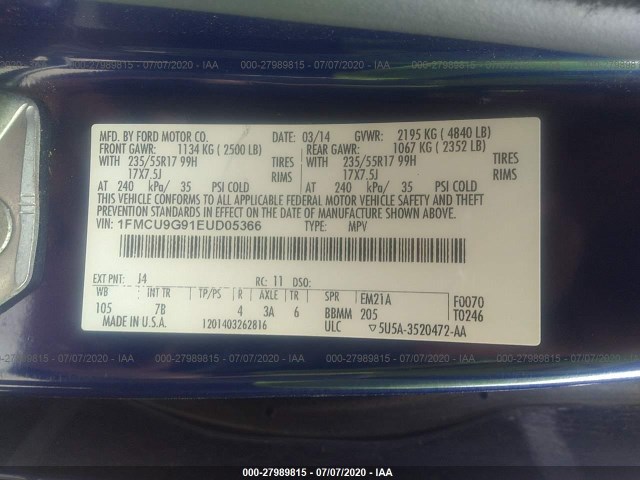 000-27989815 - 07/07/2020 - IAA
MFD. BY FORD MOTOR CO. DATE: 03/14 GVWR: 2195 KG ( 4840 LB)
FRONT GAWR: 1134 KG ( 2500 LB) REAR GAWR: 1067 KG ( 2352 LB)
WITH 235/55R17 99H TIRES WITH 235/55R17 99H TIRES
17X7.5J RIMS 17X7.5J RIMS
AT 240 kPa/ 35 PSI COLD AT 240 kPa/ 35 PSI COLD
THIS VEHICLE CONFORMS TO ALL APPLICABLE FEDERAL MOTOR VEHICLE SAFETY AND THEFT
PREVENTION STANDARDS IN EFFECT ON THE DATE OF MANUFACTURE SHOWN ABOVE.
VIN: 1FMCU9G91EUD05366 TYPE: MPV
EXT PNT: J4 RC: 11 DSO:
WB INT TR TP/PS R AXLE TR SPR EM21A F0070
105 7B 4 3A 6 BBMM 205 T0246
MADE IN U.S.A. 1201403262816 ULC 5U5A-3520472-AA
000-27989815 - 07/07/2020 - IAA